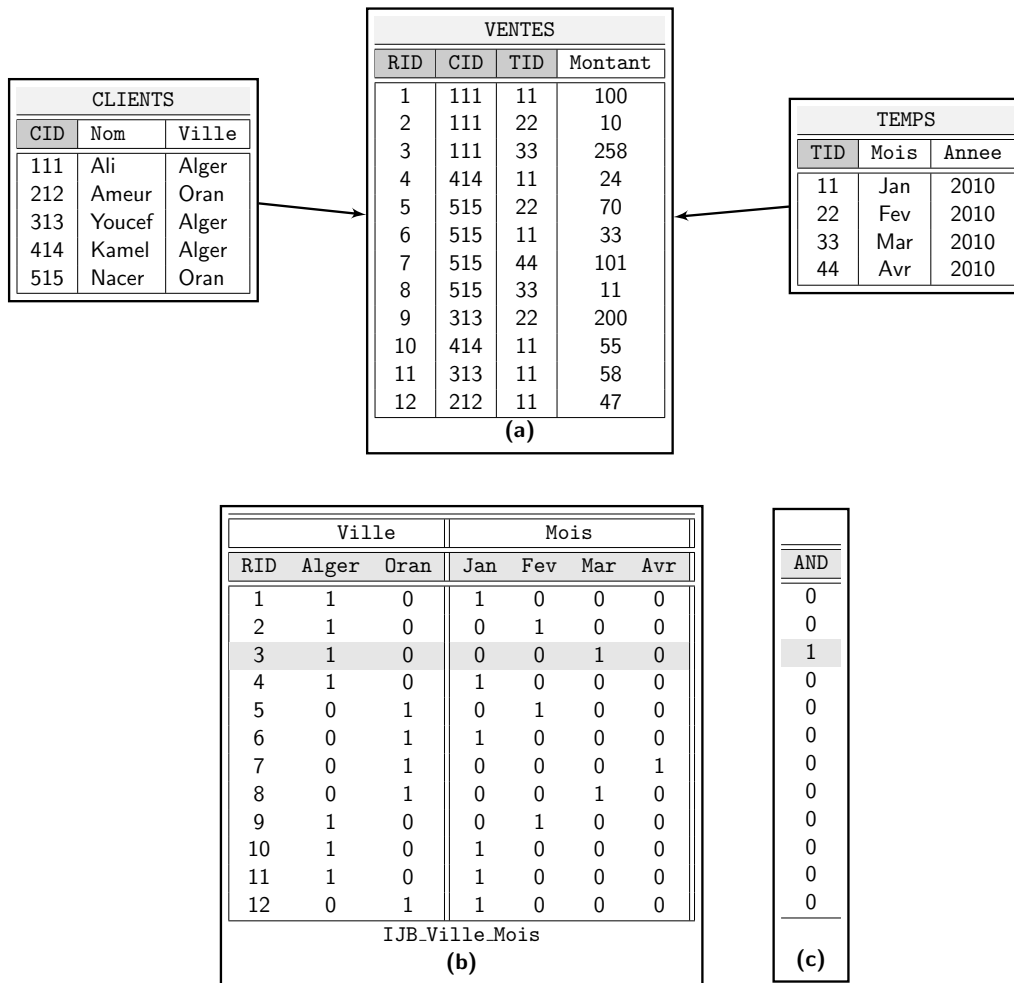 VENTES
RID CID TID Montant
1 111 11 100
2 111 22 10
3 111 33 258
4 414 11 24
5 515 22 70
6 515 11 33
7 515 44 101
8 515 33 11
9 313 22 200
10 414 11 55
11 313 11 58
12 212 11 47
(a)
CLIENTS
CID Nom Ville
111 Ali Alger
212 Ameur Oran
313 Youcef Alger
414 Kamel Alger
515 Nacer Oran
TEMPS
TID Mois Annee
11 Jan 2010
22 Fev 2010
33 Mar 2010
44 Avr 2010
Ville Mois
RID Alger Oran Jan Fev Mar Avr
1 1 0 1 0 0 0
2 1 0 0 1 0 0
3 1 0 0 0 1 0
4 1 0 1 0 0 0
5 0 1 0 1 0 0
6 0 1 1 0 0 0
7 0 1 0 0 0 1
8 0 1 0 0 1 0
9 1 0 0 1 0 0
10 1 0 1 0 0 0
11 1 0 1 0 0 0
12 0 1 1 0 0 0
IJB_Ville_Mois
(b)
AND
0
0
1
0
0
0
0
0
0
0
0
0
(c)